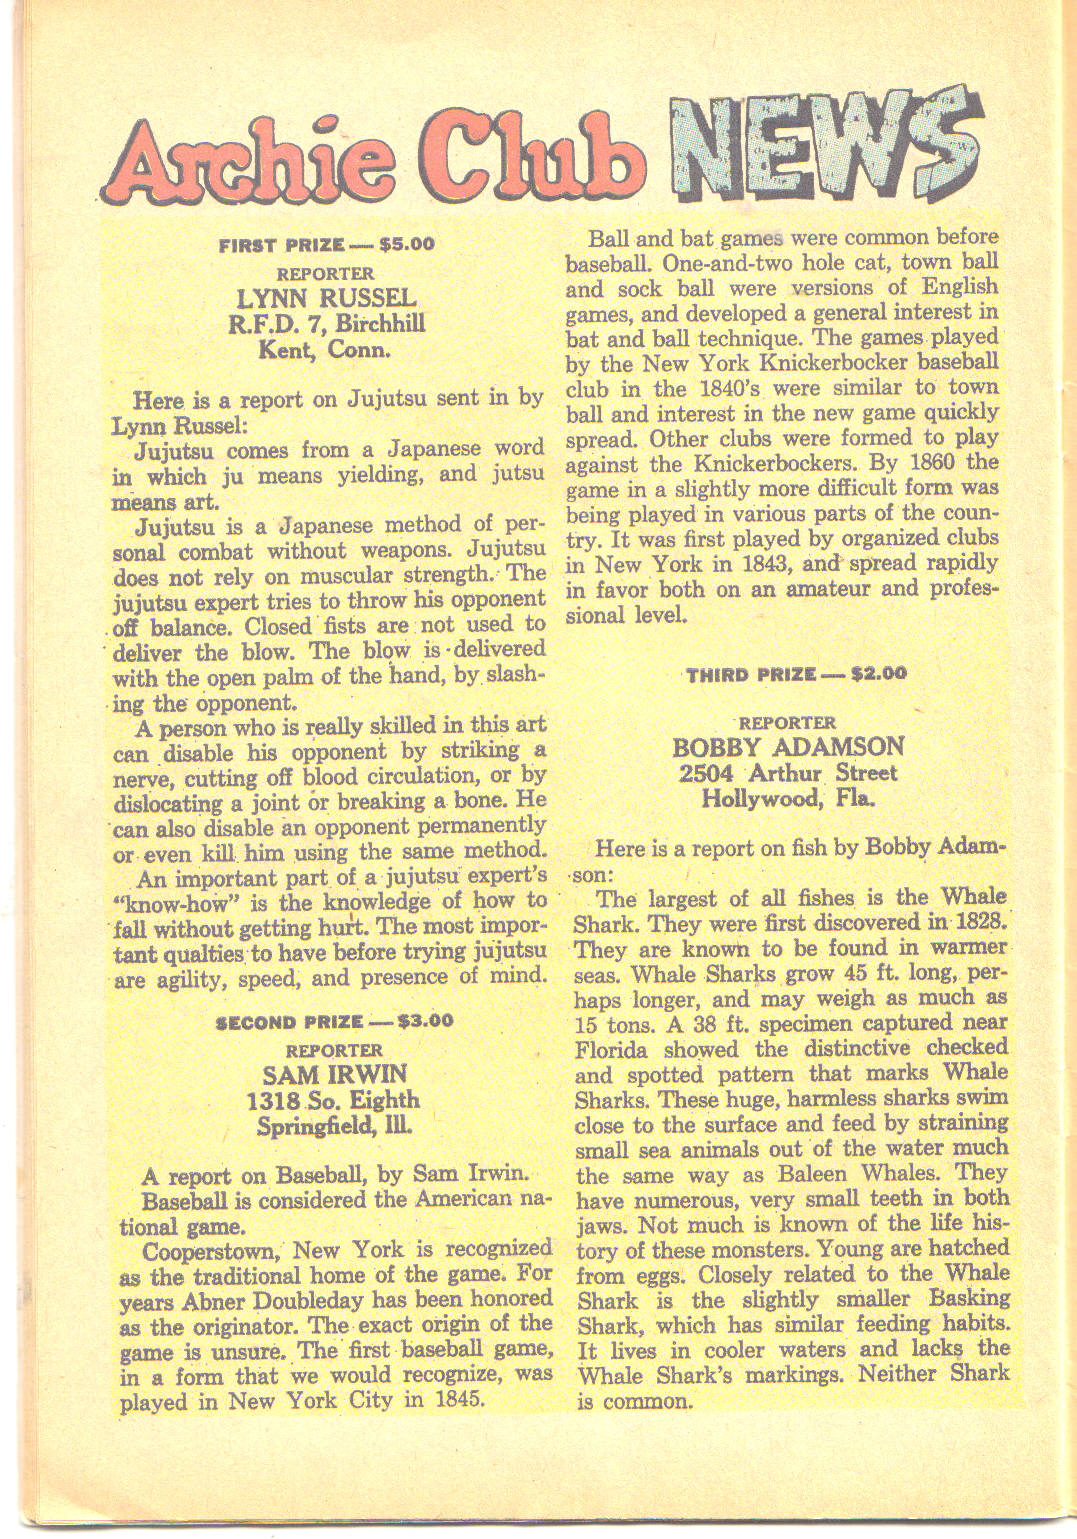 Archie Club NEWS
FIRST PRIZE — $5.00
REPORTER
LYNN RUSSEL
R.F.D. 7, Birchhill
Kent, Conn.
Here is a report on Jujutsu sent in by
Lynn Russel:
Jujutsu comes from a Japanese word
in which ju means yielding, and jutsu
means art.
Jujutsu is a Japanese method of per-
sonal combat without weapons. Jujutsu
does not rely on muscular strength. The
jujutsu expert tries to throw his opponent
off balance. Closed fists are not used to
deliver the blow. The blow is delivered
with the open palm of the hand, by slash-
ing the opponent.
A person who is really skilled in this art
can disable his opponent by striking a
nerve, cutting off blood circulation, or by
dislocating a joint or breaking a bone. He
can also disable an opponent permanently
or even kill him using the same method.
An important part of a jujutsu expert's
"know-how" is the knowledge of how to
fall without getting hurt. The most impor-
tant qualties to have before trying jujutsu
are agility, speed, and presence of mind.
SECOND PRIZE — $3.00
REPORTER
SAM IRWIN
1318 So. Eighth
Springfield, Ill.
A report on Baseball, by Sam Irwin.
Baseball is considered the American na-
tional game.
Cooperstown, New York is recognized
as the traditional home of the game. For
years Abner Doubleday has been honored
as the originator. The exact origin of the
game is unsure. The first baseball game,
in a form that we would recognize, was
played in New York City in 1845.
Ball and bat games were common before
baseball. One-and-two hole cat, town ball
and sock ball were versions of English
games, and developed a general interest in
bat and ball technique. The games played
by the New York Knickerbocker baseball
club in the 1840's were similar to town
ball and interest in the new game quickly
spread. Other clubs were formed to play
against the Knickerbockers. By 1860 the
game in a slightly more difficult form was
being played in various parts of the coun-
try. It was first played by organized clubs
in New York in 1843, and spread rapidly
in favor both on an amateur and profes-
sional level.
THIRD PRIZE — $2.00
REPORTER
BOBBY ADAMSON
2504 Arthur Street
Hollywood, Fla.
Here is a report on fish by Bobby Adam-
son:
The largest of all fishes is the Whale
Shark. They were first discovered in 1828.
They are known to be found in warmer
seas. Whale Sharks grow 45 ft. long, per-
haps longer, and may weigh as much as
15 tons. A 38 ft. specimen captured near
Florida showed the distinctive checked
and spotted pattern that marks Whale
Sharks. These huge, harmless sharks swim
close to the surface and feed by straining
small sea animals out of the water much
the same way as Baleen Whales. They
have numerous, very small teeth in both
jaws. Not much is known of the life his-
tory of these monsters. Young are hatched
from eggs. Closely related to the Whale
Shark is the slightly smaller Basking
Shark, which has similar feeding habits.
It lives in cooler waters and lacks the
Whale Shark's markings. Neither Shark
is common.